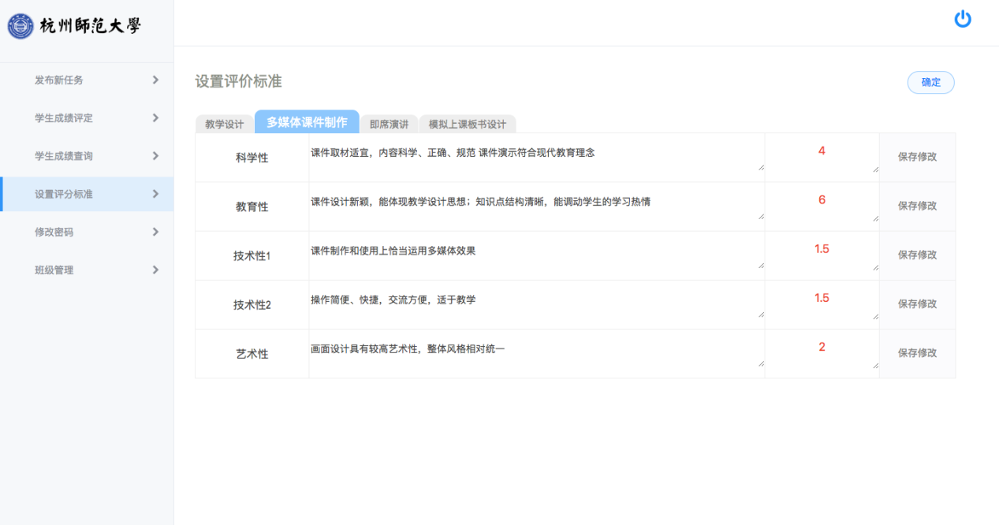 杭州師范大學
发布新任务
学生成绩评定
学生成绩查询
设置评分标准
修改密码
班级管理
设置评价标准
确定
教学设计
多媒体课件制作
即席演讲
模拟上课板书设计
科学性
课件取材适宜，内容科学、正确、规范 课件演示符合现代教育理念
4
保存修改
教育性
课件设计新颖，能体现教学设计思想；知识点结构清晰，能调动学生的学习热情
6
保存修改
技术性1
课件制作和使用上恰当运用多媒体效果
1.5
保存修改
技术性2
操作简便、快捷，交流方便，适于教学
1.5
保存修改
艺术性
画面设计具有较高艺术性，整体风格相对统一
2
保存修改